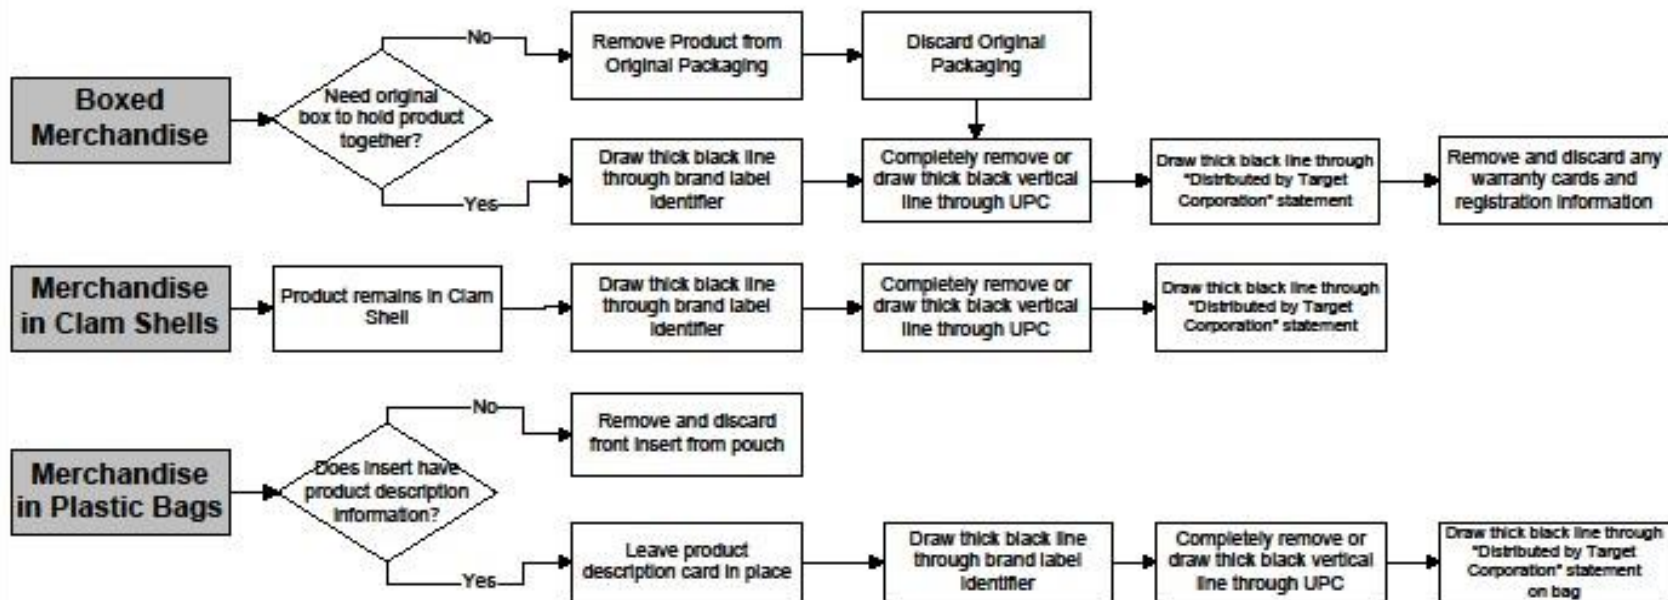 Boxed
Merchandise
Need original
box to hold product
together?
No
Remove Product from
Original Packaging
Discard Original
Packaging
Yes
Draw thick black line
through brand label
identifier
Completely remove or
draw thick black vertical
line through UPC
Draw thick black line through
"Distributed by Target
Corporation" statement
Remove and discard any
warranty cards and
registration information
Merchandise
in Clam Shells
Product remains in Clam
Shell
Draw thick black line
through brand label
identifier
Completely remove or
draw thick black vertical
line through UPC
Draw thick black line through
"Distributed by Target
Corporation" statement
Merchandise
in Plastic Bags
Does insert have
product description
information?
No
Remove and discard
front insert from pouch
Yes
Leave product
description card in place
Draw thick black line
through brand label
identifier
Completely remove or
draw thick black vertical
line through UPC
Draw thick black line through
"Distributed by Target
Corporation" statement
on bag